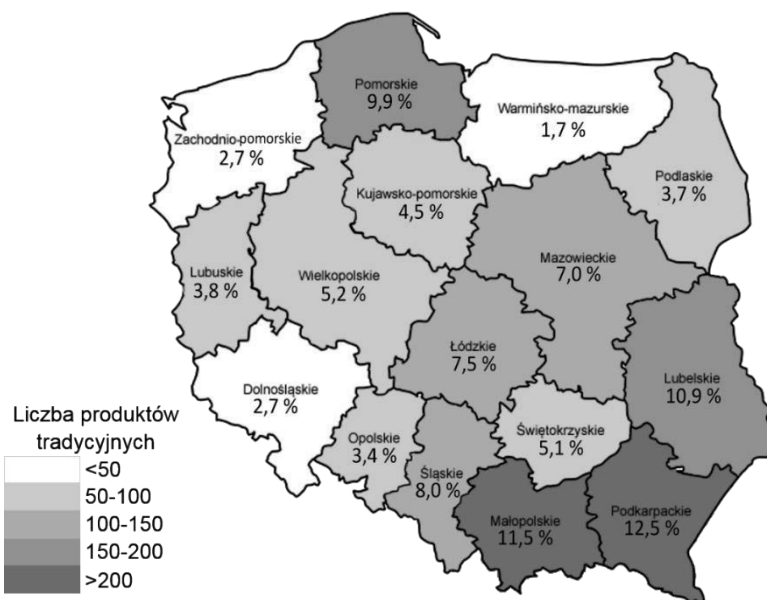 Pomorskie
9,9 %
Warmińsko-mazurskie
1,7 %
Zachodnio-pomorskie
2,7 %
Podlaskie
3,7 %
Kujawsko-pomorskie
4,5 %
Mazowieckie
7,0 %
Lubuskie
3,8 %
Wielkopolskie
5,2 %
Łódzkie
7,5 %
Lubelskie
10,9 %
Dolnośląskie
2,7 %
Opolskie
3,4 %
Świętokrzyskie
5,1 %
Śląskie
8,0 %
Małopolskie
11,5 %
Podkarpackie
12,5 %
Liczba produktów
tradycyjnych
<50
50-100
100-150
150-200
>200